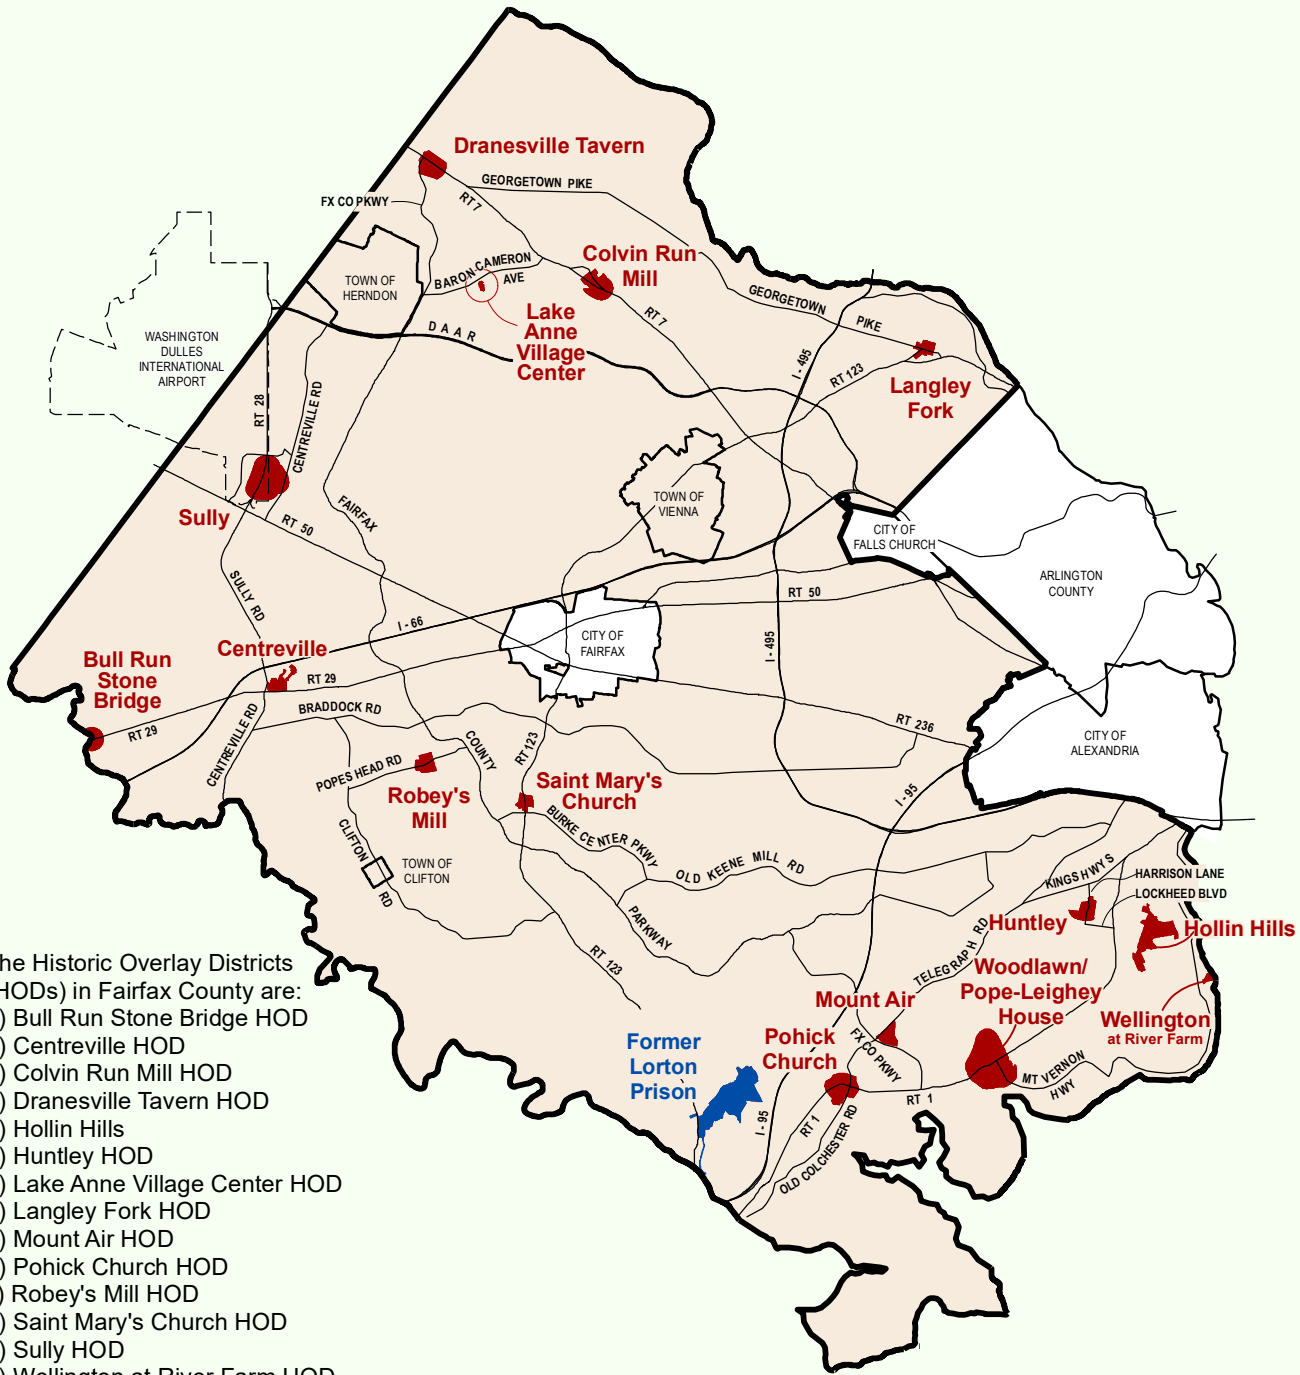 Dranesville Tavern
GEORGETOWN PIKE
FX CO PKWY
RT 7
Colvin Run
Mill
BARON CAMERON
AVE
TOWN OF
HERNDON
Lake
Anne
Village
Center
RT 7
GEORGETOWN
PIKE
DAAR
WASHINGTON
DULLES
INTERNATIONAL
AIRPORT
I - 495
RT 123
Langley
Fork
RT 28
CENTREVILLE RD
Sully
RT 50
FAIRFAX
TOWN OF
VIENNA
CITY OF
FALLS CHURCH
ARLINGTON
COUNTY
SULLY RD
RT 50
I - 66
CITY OF
FAIRFAX
I - 495
Centreville
Bull Run
Stone
Bridge
RT 29
BRADDOCK RD
RT 29
CENTREVILLE RD
COUNTY
RT 123
RT 236
CITY OF
ALEXANDRIA
POPES HEAD RD
Robey's
Mill
Saint Mary's
Church
I - 95
BURKE CENTER PKWY
CLIFTON
RD
TOWN OF
CLIFTON
OLD KEENE MILL RD
KINGS HWY S
HARRISON LANE
LOCKHEED BLVD
PARKWAY
Huntley
Hollin Hills
RT 123
TELEGRAPH RD
Woodlawn/
Pope-Leighey
House
Mount Air
Wellington
at River Farm
Former
Lorton
Prison
Pohick
Church
FX CO PKWY
MT VERNON
HWY
RT 1
I - 95
RT 1
OLD COLCHESTER RD
he Historic Overlay Districts
HODs) in Fairfax County are:
) Bull Run Stone Bridge HOD
) Centreville HOD
) Colvin Run Mill HOD
) Dranesville Tavern HOD
) Hollin Hills
) Huntley HOD
) Lake Anne Village Center HOD
) Langley Fork HOD
) Mount Air HOD
) Pohick Church HOD
) Robey's Mill HOD
) Saint Mary's Church HOD
) Sully HOD
) Wellington at River Farm HOD